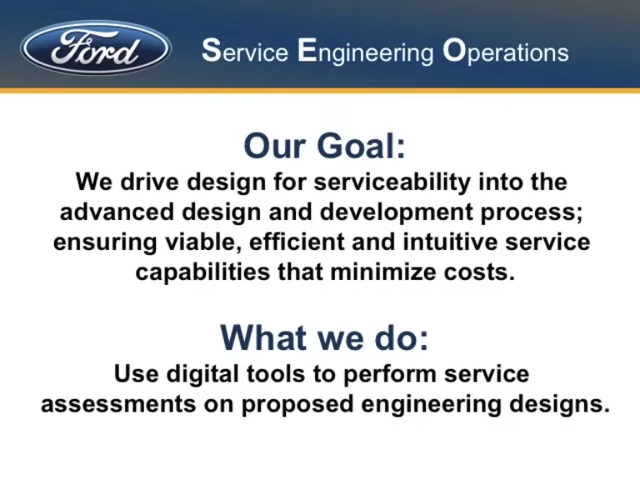 Ford
Service Engineering Operations
Our Goal:
We drive design for serviceability into the
advanced design and development process;
ensuring viable, efficient and intuitive service
capabilities that minimize costs.
What we do:
Use digital tools to perform service
assessments on proposed engineering designs.